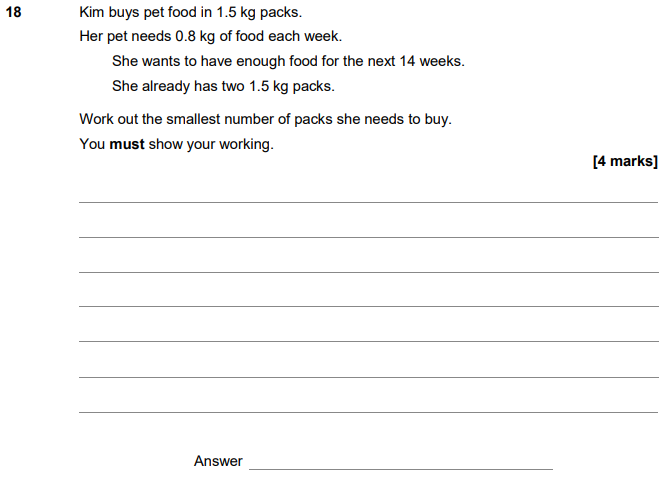 18 Kim buys pet food in 1.5 kg packs.
Her pet needs 0.8 kg of food each week.
She wants to have enough food for the next 14 weeks.
She already has two 1.5 kg packs.
Work out the smallest number of packs she needs to buy.
You must show your working.
[4 marks]
Answer